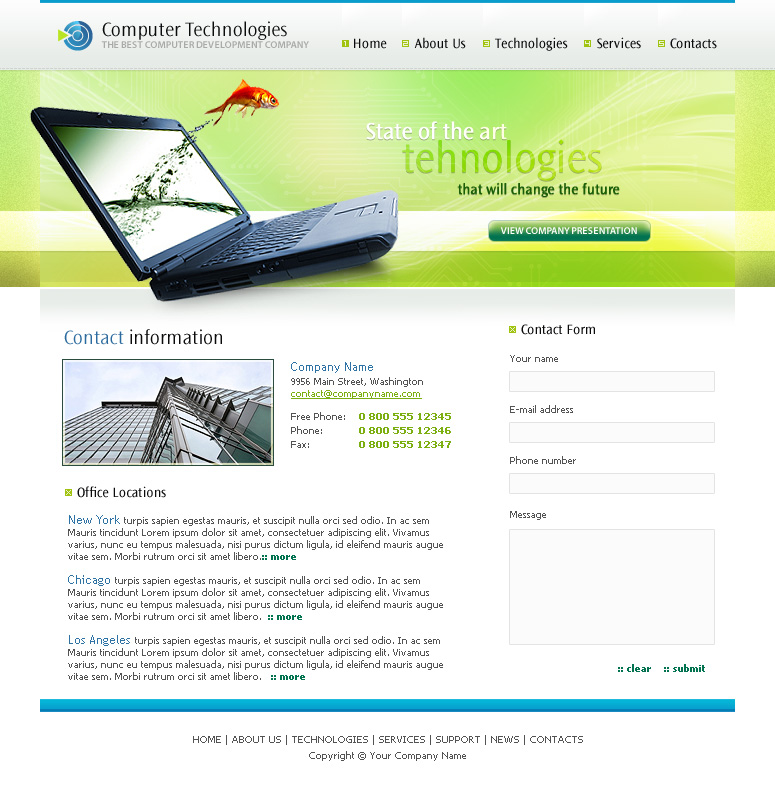 Computer Technologies
THE BEST COMPUTER DEVELOPMENT COMPANY
Home About Us Technologies Services Contacts
State of the art
tehnologies
that will change the future
VIEW COMPANY PRESENTATION
Contact information
Company Name
9956 Main Street, Washington
contact@companyname.com
Free Phone: 0 800 555 12345
Phone: 0 800 555 12346
Fax: 0 800 555 12347
Office Locations
New York turpis sapien egestas mauris, et suscipit nulla orci sed odio. In ac sem
Mauris tincidunt Lorem ipsum dolor sit amet, consectetuer adipiscing elit. Vivamus
varius, nunc eu tempus malesuada, nisi purus dictum ligula, id eleifend mauris augue
vitae sem. Morbi rutrum orci sit amet libero.:: more
Chicago turpis sapien egestas mauris, et suscipit nulla orci sed odio. In ac sem
Mauris tincidunt Lorem ipsum dolor sit amet, consectetuer adipiscing elit. Vivamus
varius, nunc eu tempus malesuada, nisi purus dictum ligula, id eleifend mauris augue
vitae sem. Morbi rutrum orci sit amet libero. :: more
Los Angeles turpis sapien egestas mauris, et suscipit nulla orci sed odio. In ac sem
Mauris tincidunt Lorem ipsum dolor sit amet, consectetuer adipiscing elit. Vivamus
varius, nunc eu tempus malesuada, nisi purus dictum ligula, id eleifend mauris augue
vitae sem. Morbi rutrum orci sit amet libero. :: more
Contact Form
Your name
E-mail address
Phone number
Message
:: clear :: submit
HOME | ABOUT US | TECHNOLOGIES | SERVICES | SUPPORT | NEWS | CONTACTS
Copyright © Your Company Name